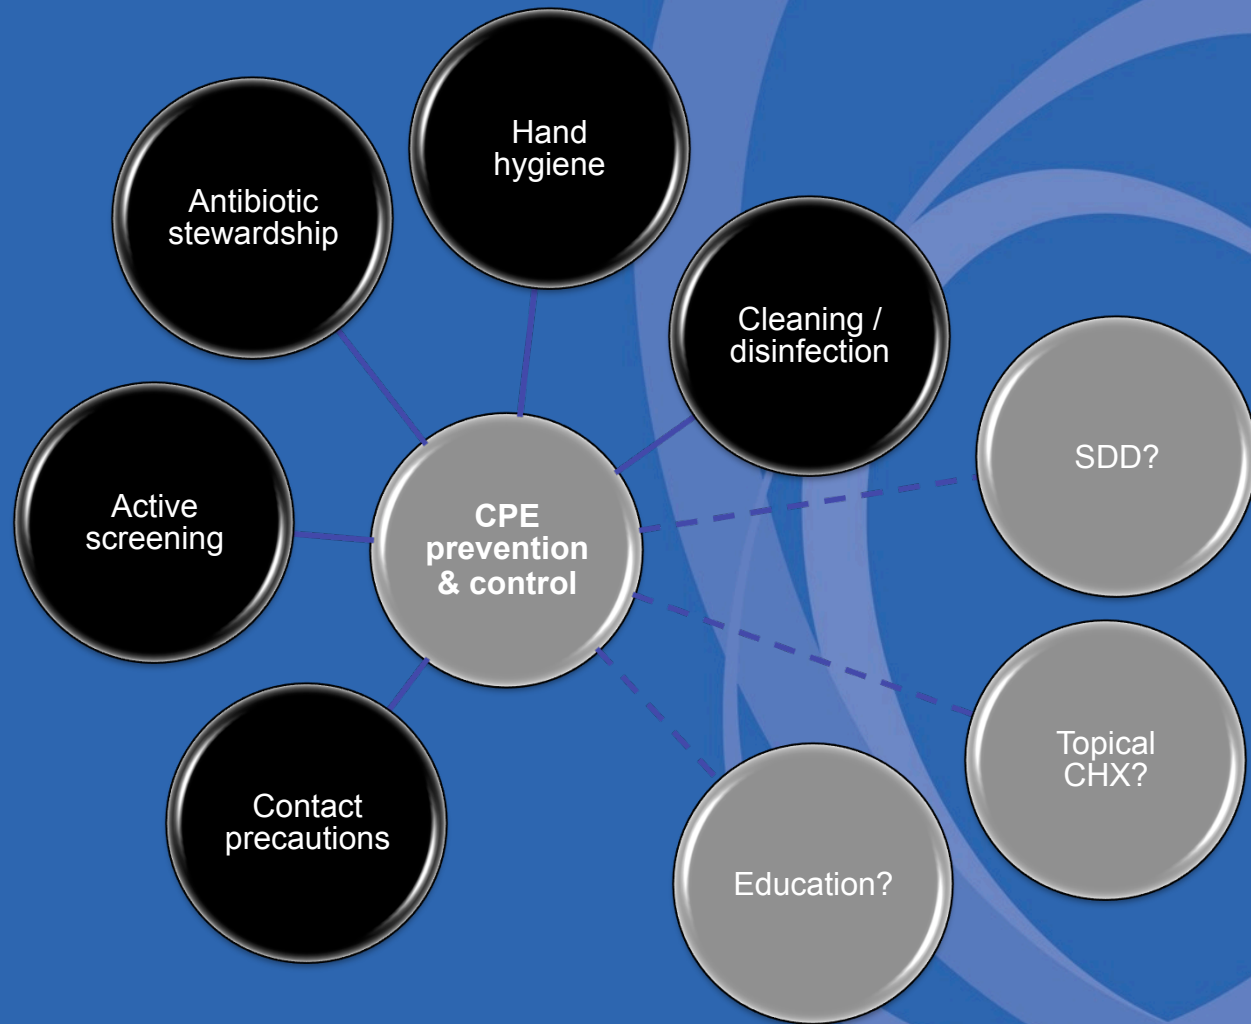 Hand
hygiene
Antibiotic
stewardship
Cleaning /
disinfection
SDD?
Active
screening
CPE
prevention
& control
Topical
CHX?
Contact
precautions
Education?